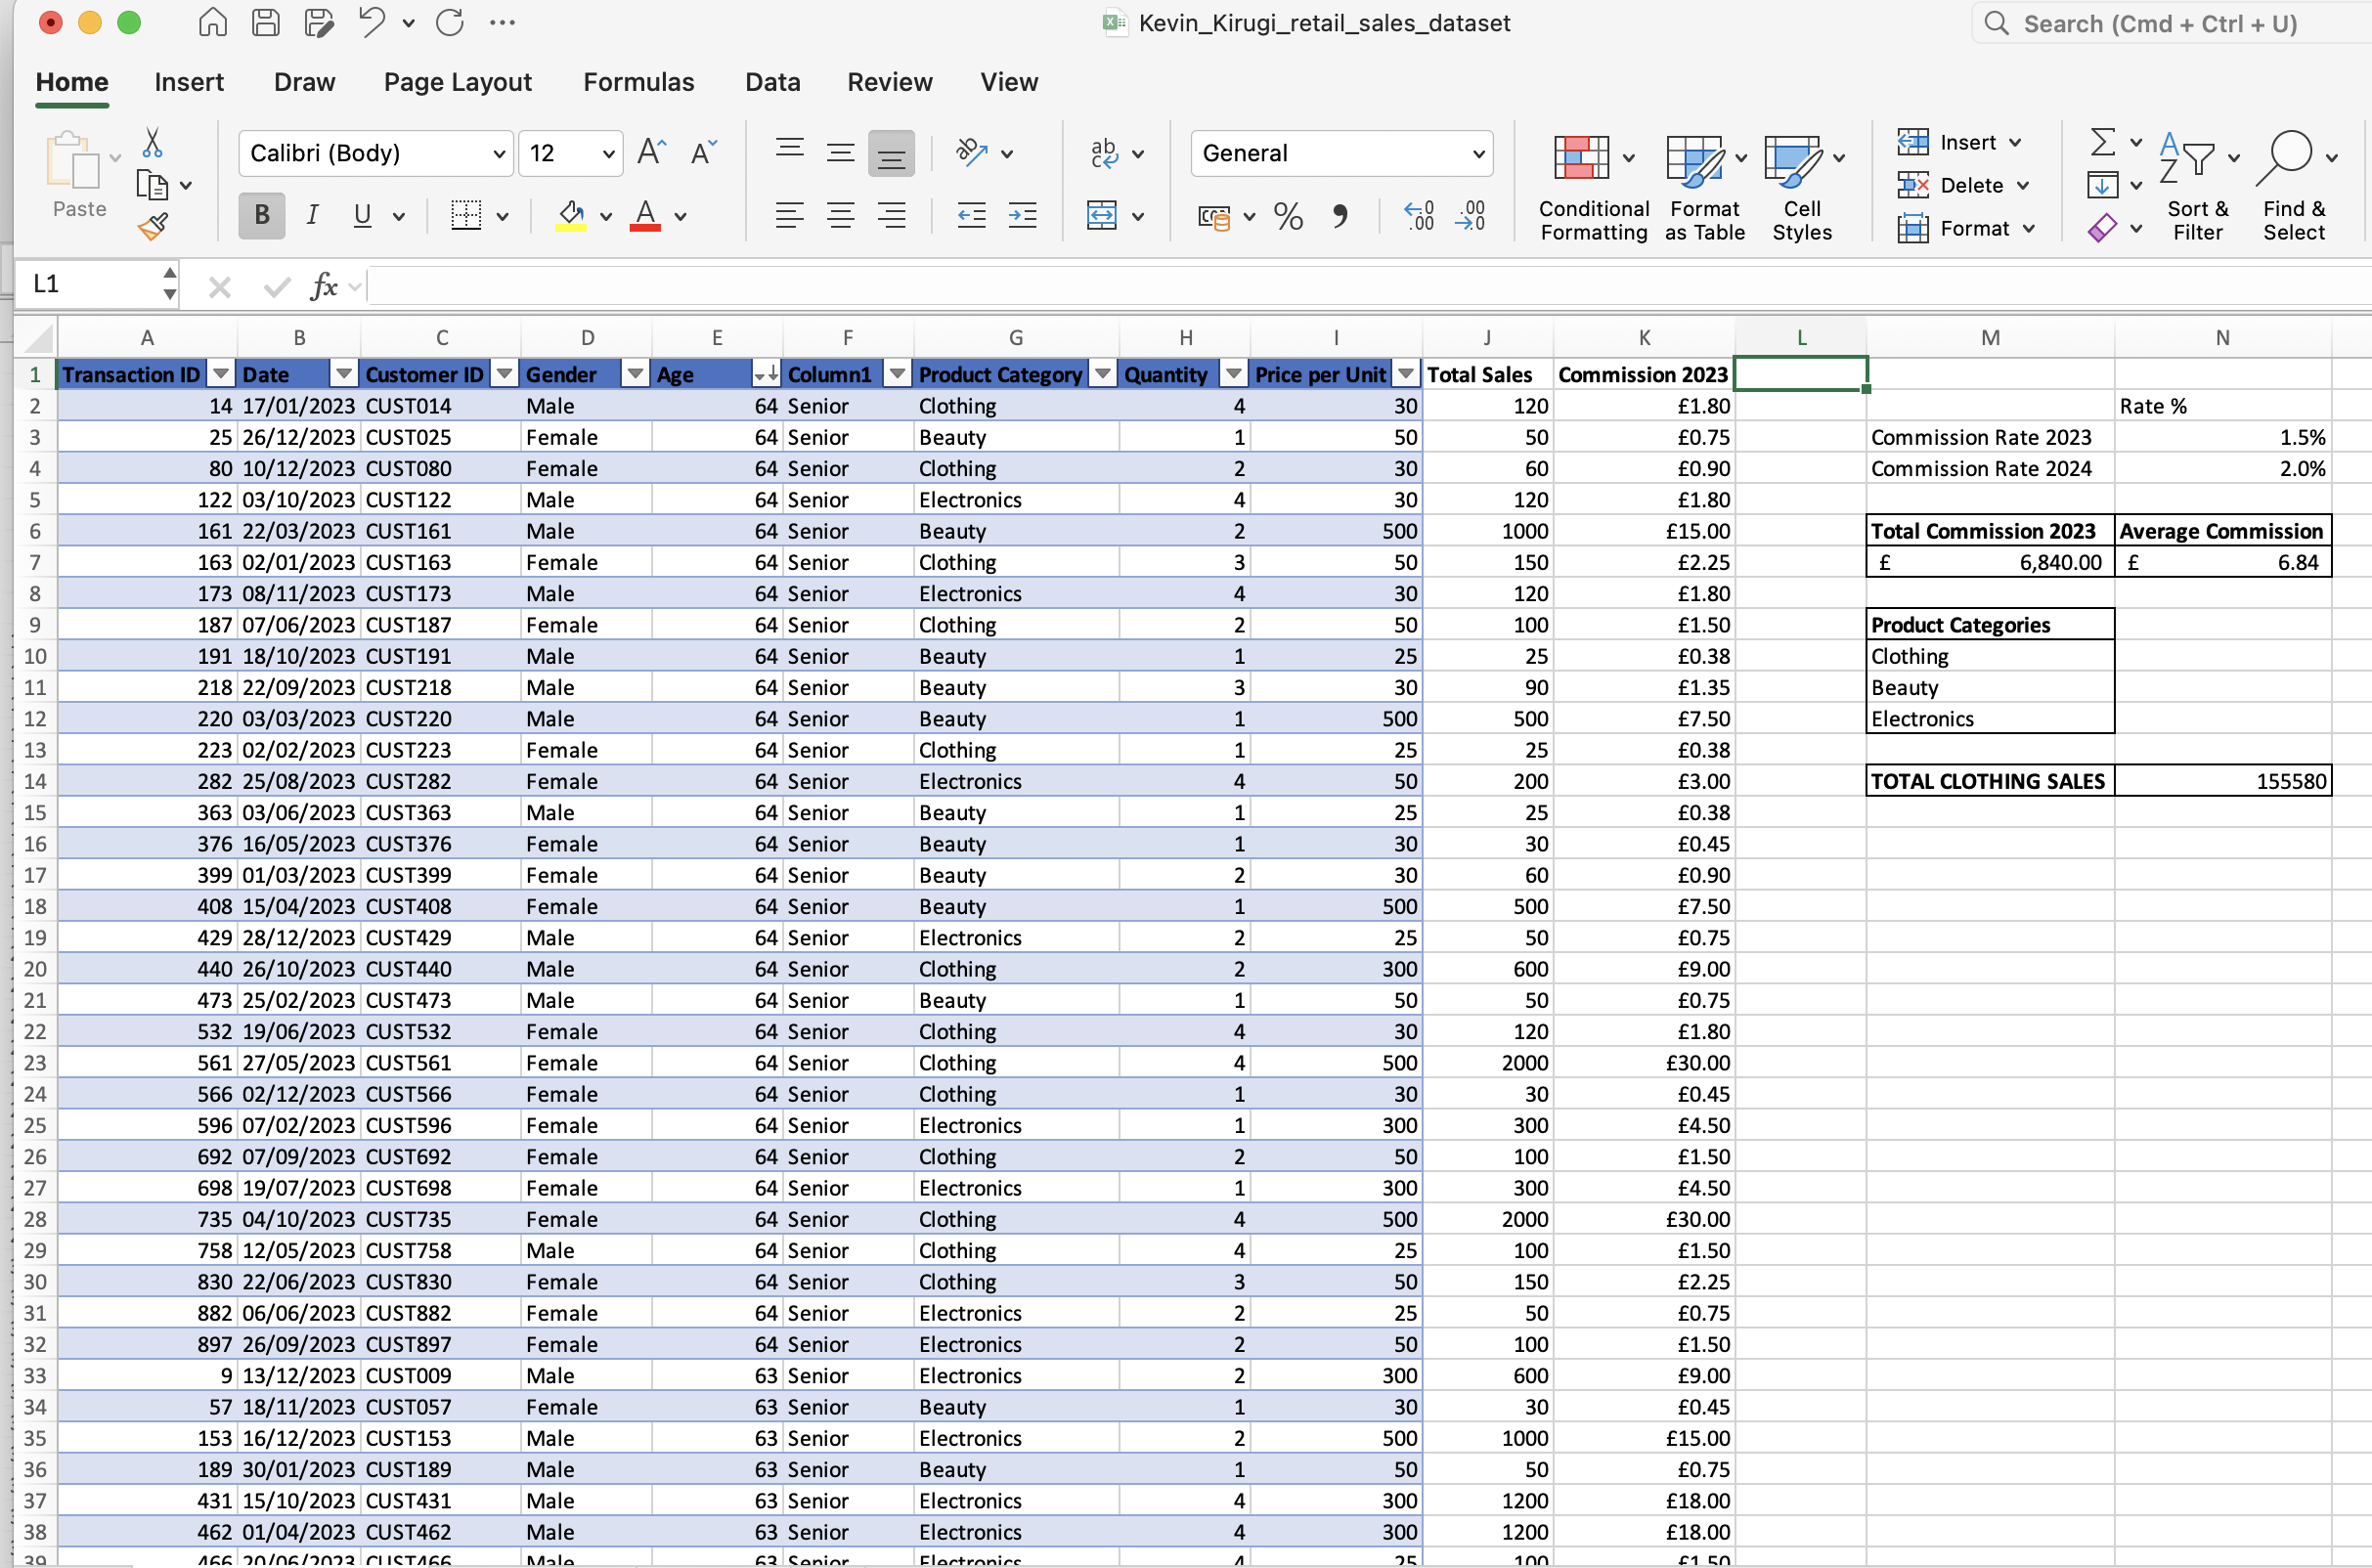 Kevin_Kirugi_retail_sales_dataset
Search (Cmd + Ctrl + U)
Home Insert Draw Page Layout Formulas Data Review View
Paste
Calibri (Body) 12
General
Conditional Formatting
Format as Table
Cell Styles
Insert
Delete
Format
Sort & Filter
Find & Select
L1
fx
A B C D E F G H I J K L M N
1 Transaction ID Date Customer ID Gender Age Column1 Product Category Quantity Price per Unit Total Sales Commission 2023
2 14 17/01/2023 CUST014 Male 64 Senior Clothing 4 30 120 £1.80 Rate %
3 25 26/12/2023 CUST025 Female 64 Senior Beauty 1 50 50 £0.75 Commission Rate 2023 1.5%
4 80 10/12/2023 CUST080 Female 64 Senior Clothing 2 30 60 £0.90 Commission Rate 2024 2.0%
5 122 03/10/2023 CUST122 Male 64 Senior Electronics 4 30 120 £1.80
6 161 22/03/2023 CUST161 Male 64 Senior Beauty 2 500 1000 £15.00 Total Commission 2023 Average Commission
7 163 02/01/2023 CUST163 Female 64 Senior Clothing 3 50 150 £2.25 £ 6,840.00 £ 6.84
8 173 08/11/2023 CUST173 Male 64 Senior Electronics 4 30 120 £1.80
9 187 07/06/2023 CUST187 Female 64 Senior Clothing 2 50 100 £1.50 Product Categories
10 191 18/10/2023 CUST191 Male 64 Senior Beauty 1 25 25 £0.38 Clothing
11 218 22/09/2023 CUST218 Male 64 Senior Beauty 3 30 90 £1.35 Beauty
12 220 03/03/2023 CUST220 Male 64 Senior Beauty 1 500 500 £7.50 Electronics
13 223 02/02/2023 CUST223 Female 64 Senior Clothing 1 25 25 £0.38
14 282 25/08/2023 CUST282 Female 64 Senior Electronics 4 50 200 £3.00 TOTAL CLOTHING SALES 155580
15 363 03/06/2023 CUST363 Male 64 Senior Beauty 1 25 25 £0.38
16 376 16/05/2023 CUST376 Female 64 Senior Beauty 1 30 30 £0.45
17 399 01/03/2023 CUST399 Female 64 Senior Beauty 2 30 60 £0.90
18 408 15/04/2023 CUST408 Female 64 Senior Beauty 1 500 500 £7.50
19 429 28/12/2023 CUST429 Male 64 Senior Electronics 2 25 50 £0.75
20 440 26/10/2023 CUST440 Male 64 Senior Clothing 2 300 600 £9.00
21 473 25/02/2023 CUST473 Male 64 Senior Beauty 1 50 50 £0.75
22 532 19/06/2023 CUST532 Female 64 Senior Clothing 4 30 120 £1.80
23 561 27/05/2023 CUST561 Female 64 Senior Clothing 4 500 2000 £30.00
24 566 02/12/2023 CUST566 Female 64 Senior Clothing 1 30 30 £0.45
25 596 07/02/2023 CUST596 Female 64 Senior Electronics 1 300 300 £4.50
26 692 07/09/2023 CUST692 Female 64 Senior Clothing 2 50 100 £1.50
27 698 19/07/2023 CUST698 Female 64 Senior Electronics 1 300 300 £4.50
28 735 04/10/2023 CUST735 Female 64 Senior Clothing 4 500 2000 £30.00
29 758 12/05/2023 CUST758 Male 64 Senior Clothing 4 25 100 £1.50
30 830 22/06/2023 CUST830 Female 64 Senior Clothing 3 50 150 £2.25
31 882 06/06/2023 CUST882 Female 64 Senior Electronics 2 25 50 £0.75
32 897 26/09/2023 CUST897 Female 64 Senior Electronics 2 50 100 £1.50
33 9 13/12/2023 CUST009 Male 63 Senior Electronics 2 300 600 £9.00
34 57 18/11/2023 CUST057 Female 63 Senior Beauty 1 30 30 £0.45
35 153 16/12/2023 CUST153 Male 63 Senior Electronics 2 500 1000 £15.00
36 189 30/01/2023 CUST189 Male 63 Senior Beauty 1 50 50 £0.75
37 431 15/10/2023 CUST431 Male 63 Senior Electronics 4 300 1200 £18.00
38 462 01/04/2023 CUST462 Male 63 Senior Electronics 4 300 1200 £18.00
39 466 20/06/2023 CUST466 Male 63 Senior Electronics 4 25 100 £1.50